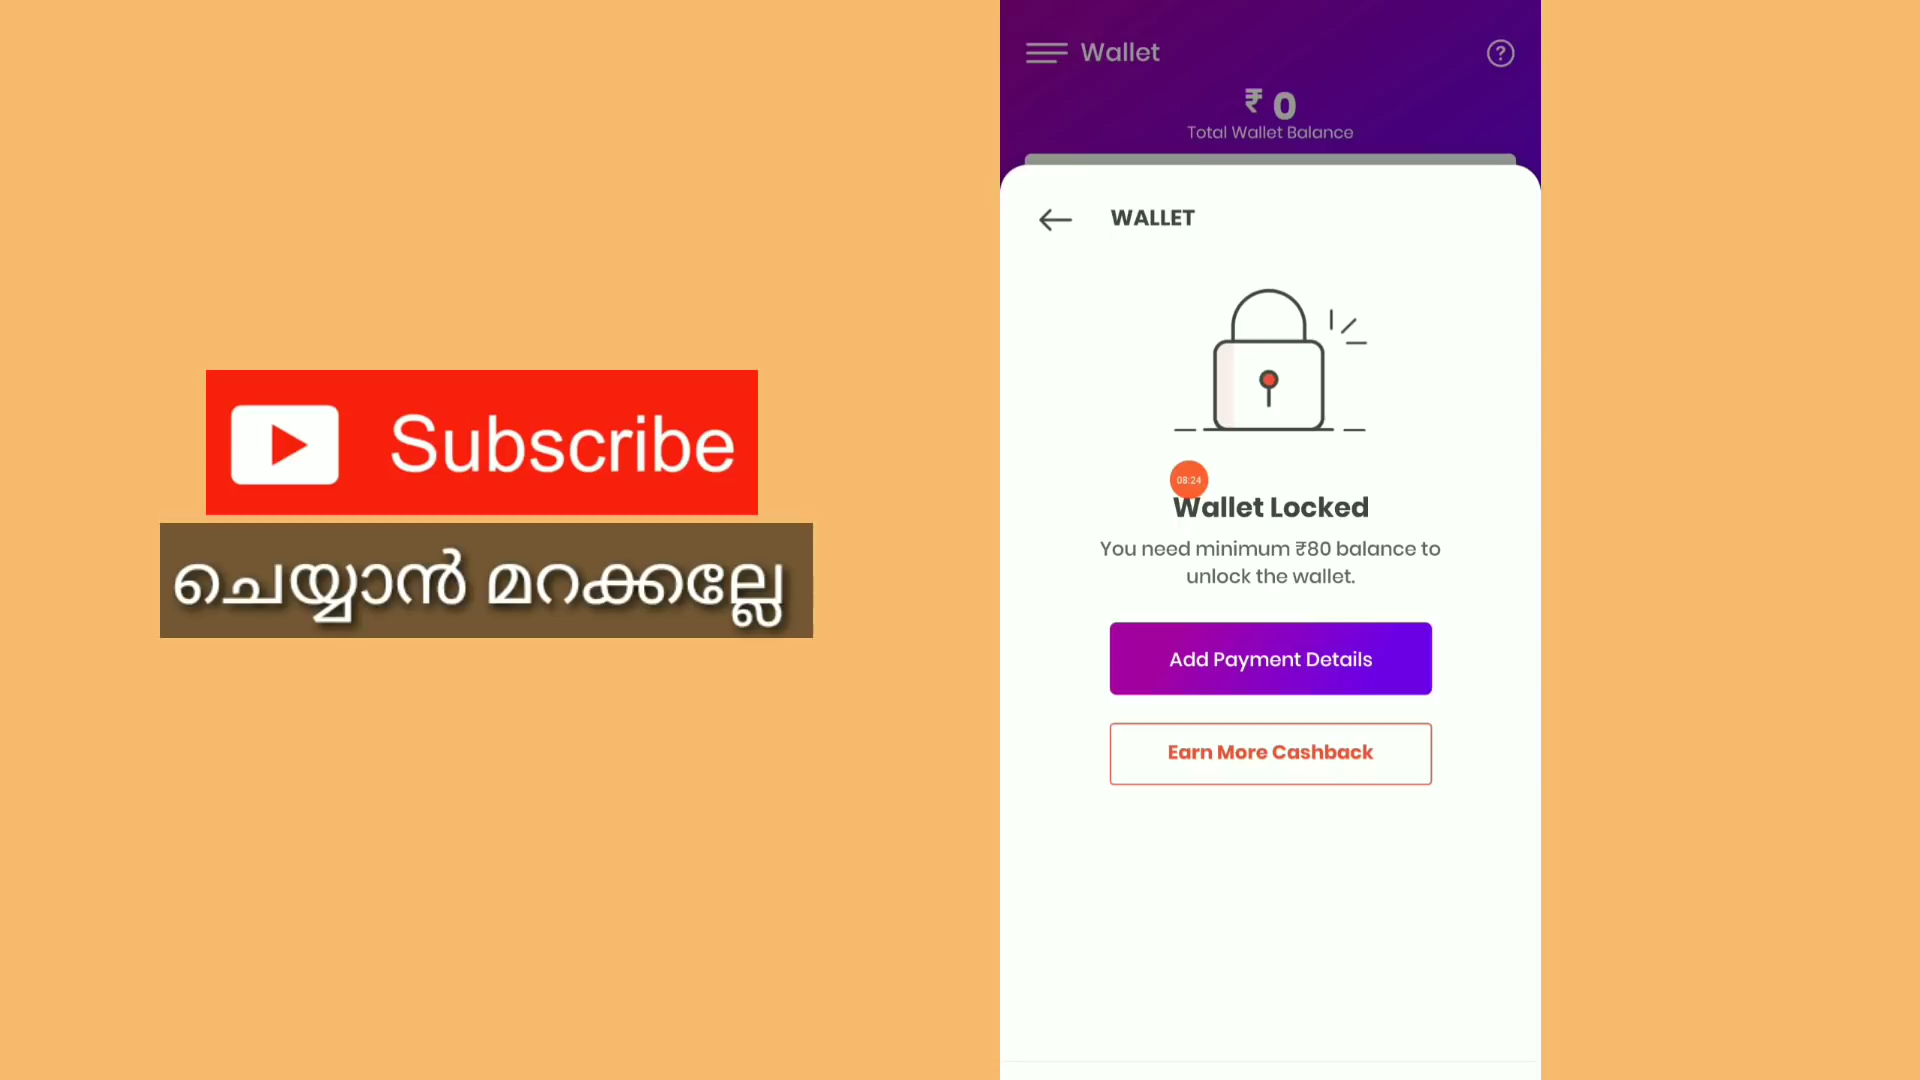 Subscribe
ചെയ്യാൻ മറക്കല്ലേ
Wallet
?
₹ 0
Total Wallet Balance
WALLET
08:24
Wallet Locked
You need minimum ₹80 balance to
unlock the wallet.
Add Payment Details
Earn More Cashback